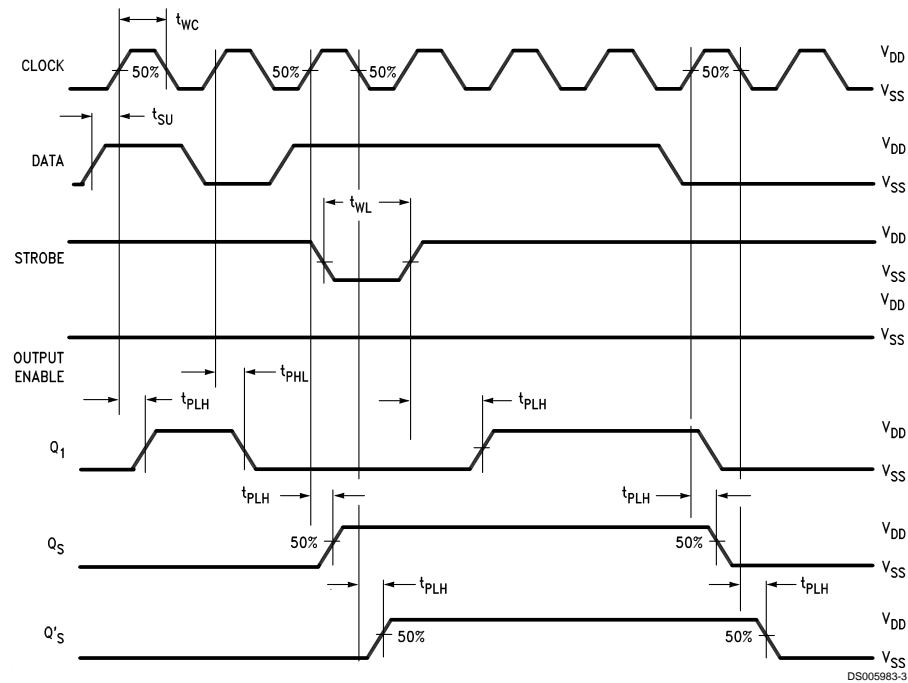 tWC
CLOCK
50%
50%
50%
50%
VDD
VSS
tSU
DATA
VDD
VSS
tWL
STROBE
VDD
VSS
VDD
VSS
OUTPUT
ENABLE
tPHL
tPLH
tPLH
Q1
VDD
VSS
tPLH
tPLH
QS
50%
50%
VDD
VSS
tPLH
tPLH
Q'S
50%
50%
VDD
VSS
DS005983-3